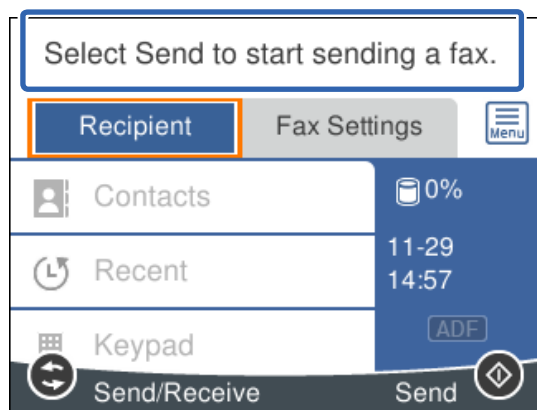 Select Send to start sending a fax.
Recipient
Fax Settings
Menu
Contacts
0%
Recent
11-29
14:57
Keypad
ADF
Send/Receive
Send